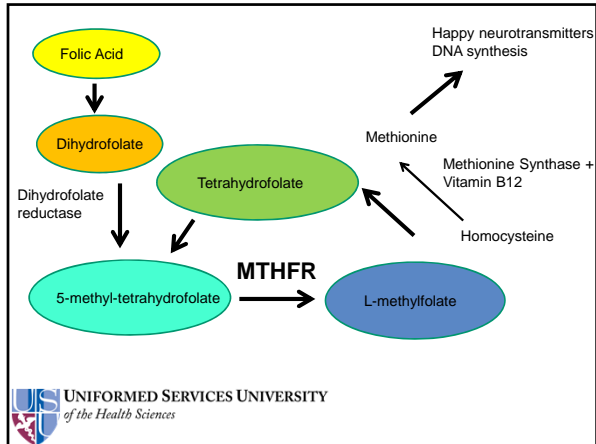 Happy neurotransmitters
DNA synthesis
Folic Acid
Dihydrofolate
Methionine
Methionine Synthase +
Vitamin B12
Tetrahydrofolate
Dihydrofolate
reductase
Homocysteine
MTHFR
5-methyl-tetrahydrofolate
L-methylfolate
UNIFORMED SERVICES UNIVERSITY
of the Health Sciences